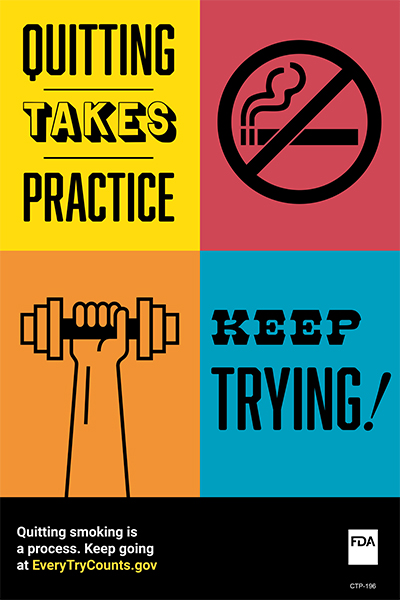 QUITTING
TAKES
PRACTICE
KEEP
TRYING!
Quitting smoking is
a process. Keep going
at EveryTryCounts.gov
FDA
CTP-196